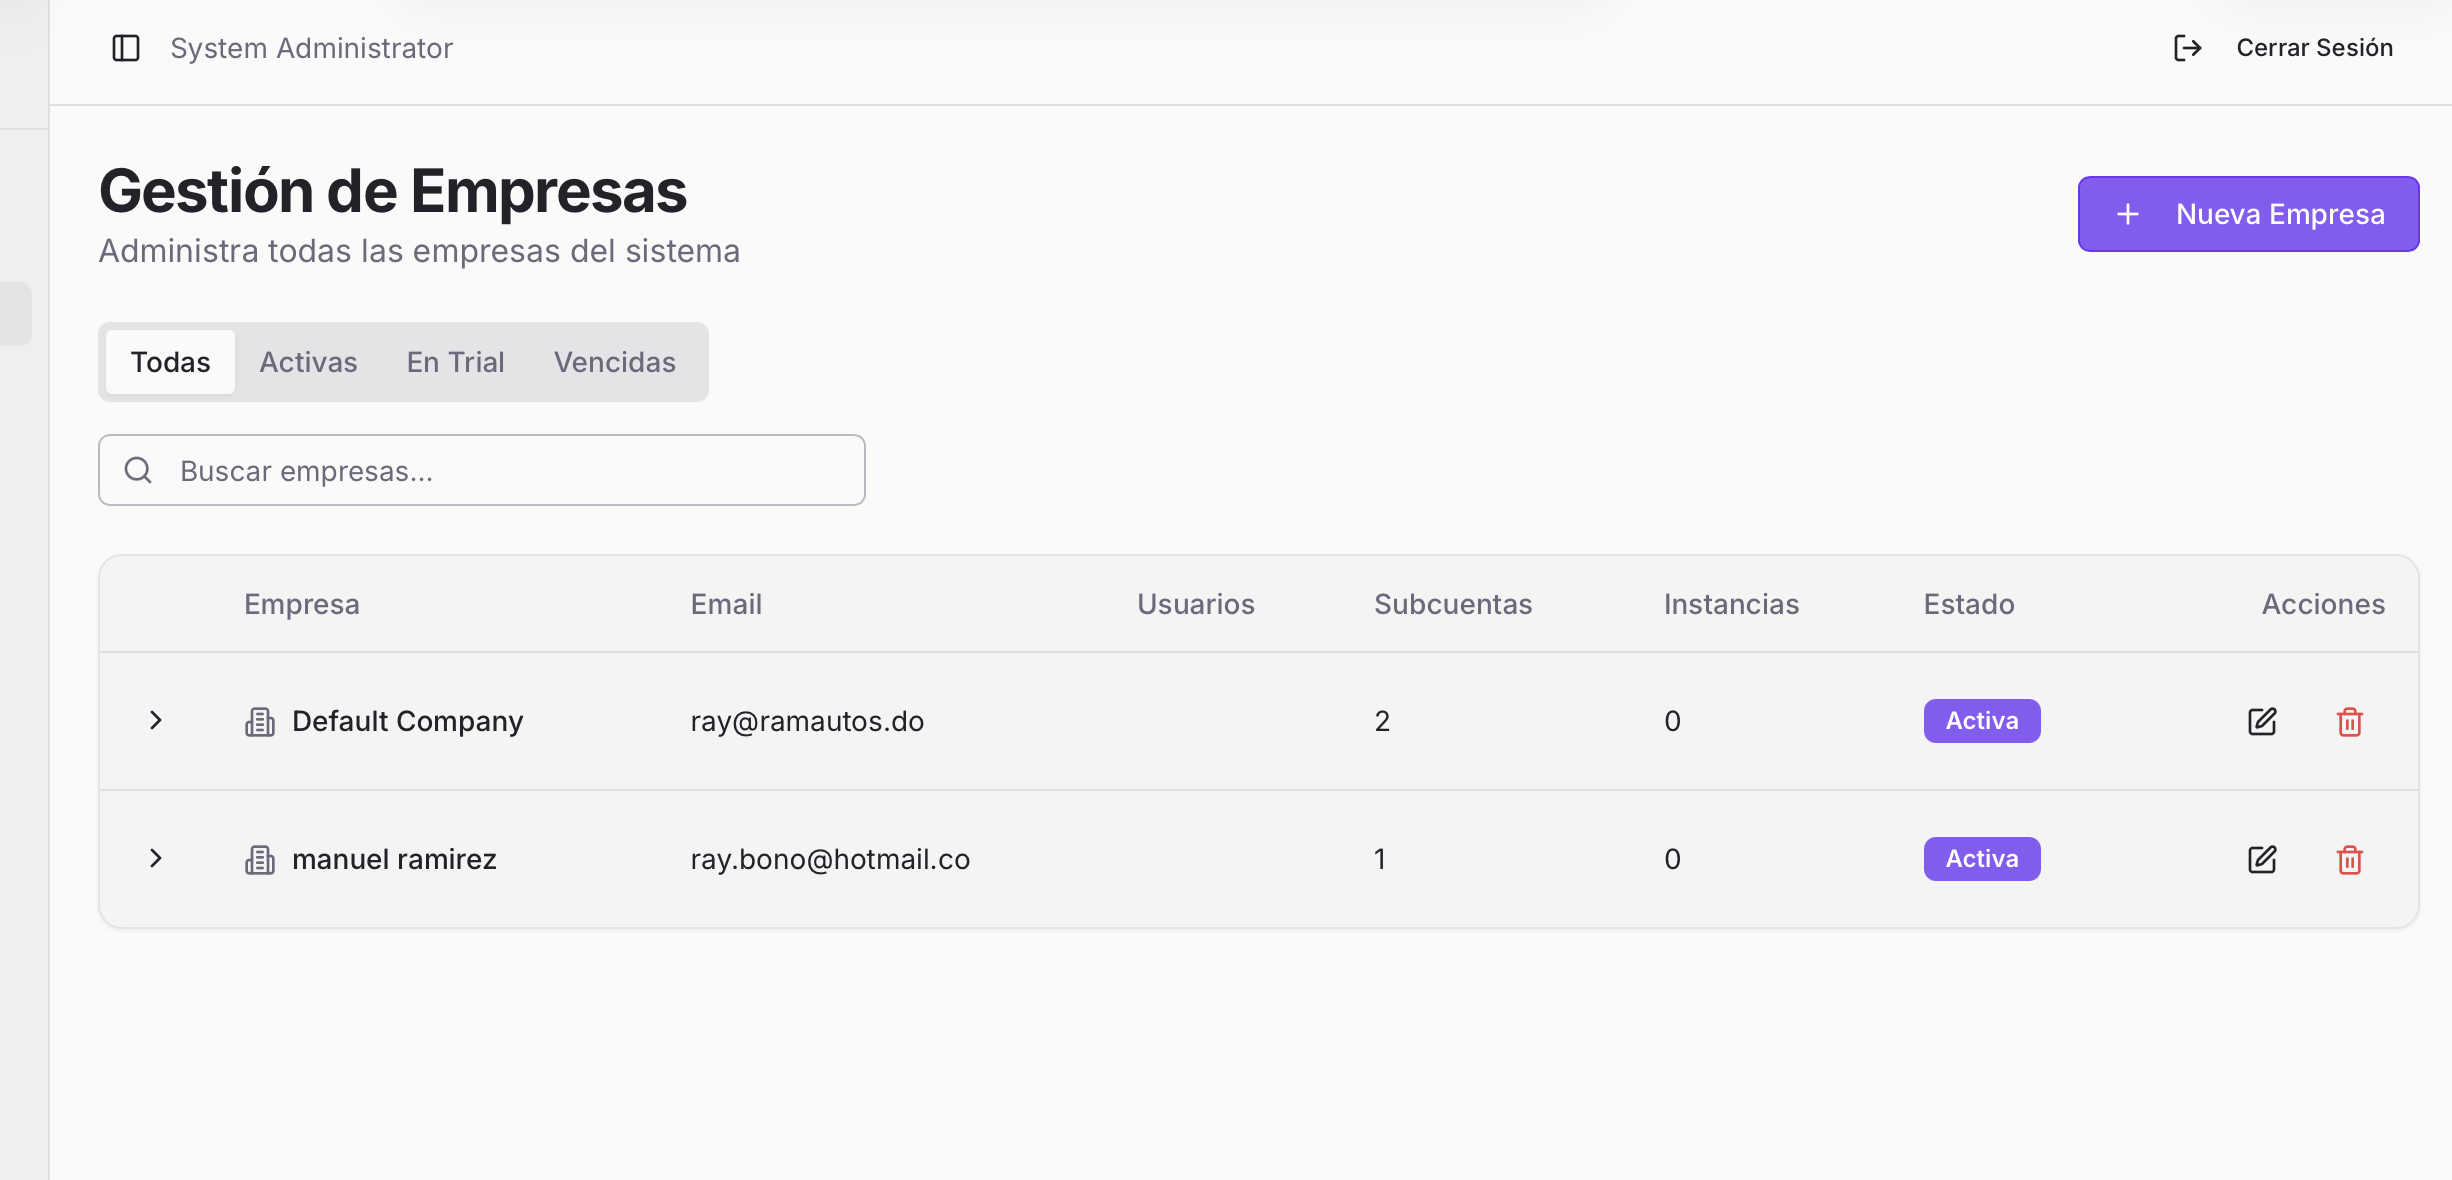 System Administrator
Cerrar Sesión
Gestión de Empresas
Administra todas las empresas del sistema
Nueva Empresa
Todas Activas En Trial Vencidas
Buscar empresas...
Empresa Email Usuarios Subcuentas Instancias Estado Acciones
Default Company ray@ramautos.do 2 0 Activa
manuel ramirez ray.bono@hotmail.co 1 0 Activa